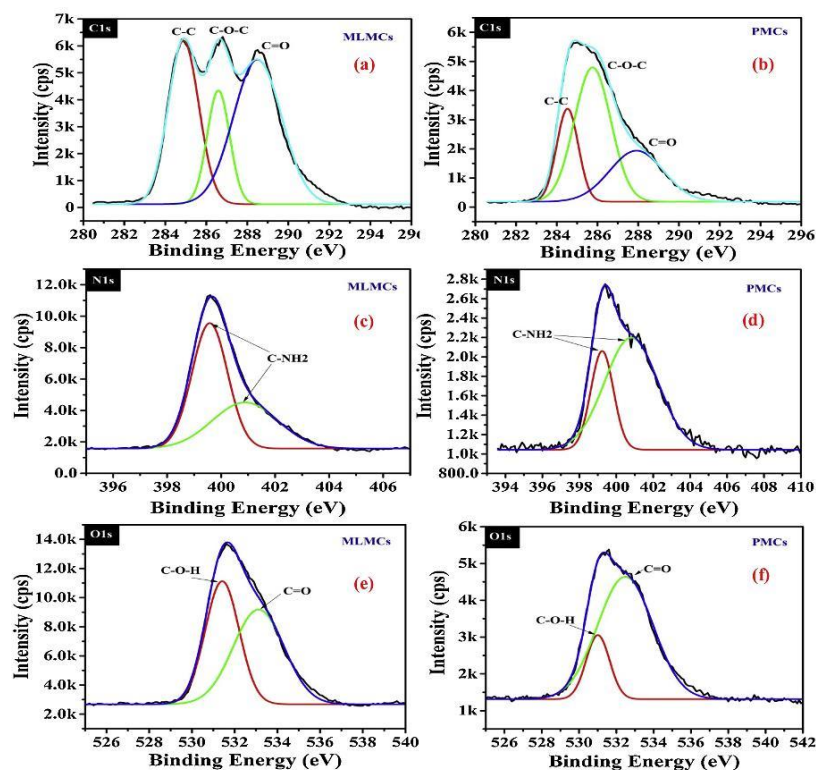 C1s
MLMCs
(a)
C-C
C-O-C
C=O
7k
6k
5k
4k
3k
2k
1k
0
Intensity (cps)
280 282 284 286 288 290 292 294 296
Binding Energy (eV)
C1s
PMCs
(b)
C-C
C-O-C
C=O
7k
6k
5k
4k
3k
2k
1k
0
Intensity (cps)
280 282 284 286 288 290 292 294 296
Binding Energy (eV)
N1s
MLMCs
(c)
C-NH2
12.0k
10.0k
8.0k
6.0k
4.0k
2.0k
0.0
Intensity (cps)
396 398 400 402 404 406
Binding Energy (eV)
N1s
PMCs
(d)
C-NH2
2.8k
2.6k
2.4k
2.2k
2.0k
1.8k
1.6k
1.4k
1.2k
1.0k
800.0
Intensity (cps)
394 396 398 400 402 404 406 408 410
Binding Energy (eV)
O1s
MLMCs
(e)
C-O-H
C=O
14.0k
12.0k
10.0k
8.0k
6.0k
4.0k
2.0k
Intensity (cps)
526 528 530 532 534 536 538 540
Binding Energy (eV)
O1s
PMCs
(f)
C-O-H
C=O
6k
5k
4k
3k
2k
1k
Intensity (cps)
526 528 530 532 534 536 538 540 542
Binding Energy (eV)